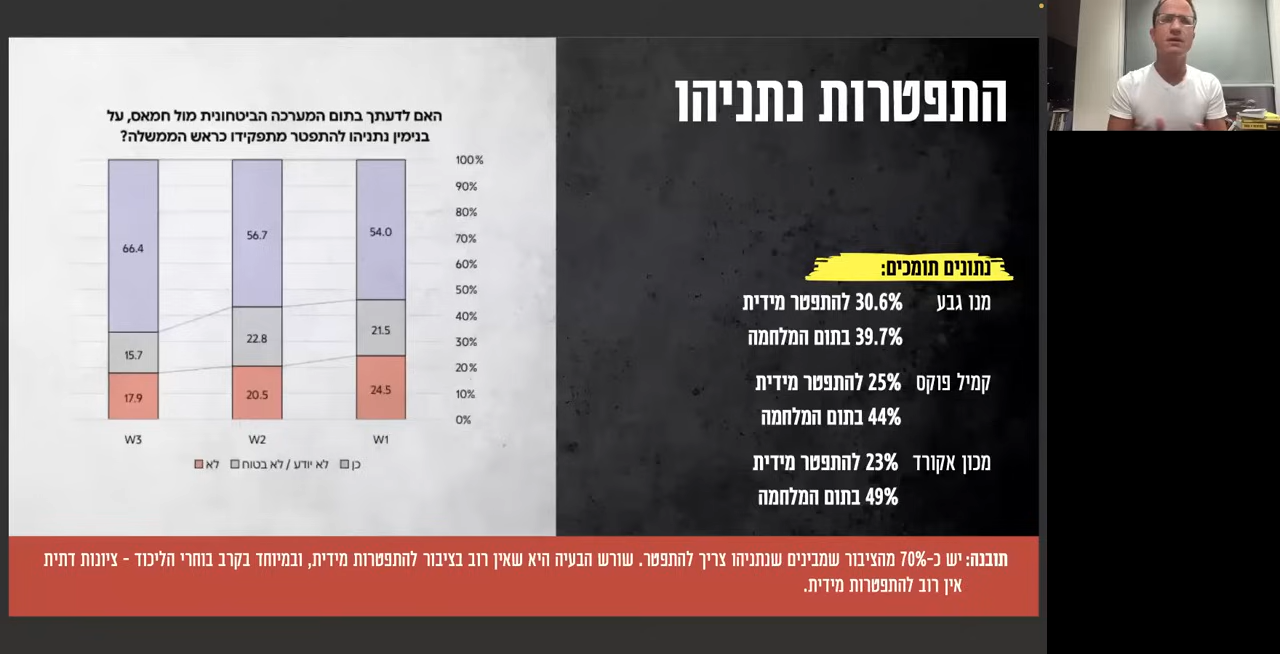 התפטרות נתניהו
נתונים תומכים:
מנו גבע 30.6% להתפטר מידית
39.7% בתום המלחמה
קמיל פוקס 25% להתפטר מידית
44% בתום המלחמה
מכון אקורד 23% להתפטר מידית
49% בתום המלחמה
האם לדעתך בתום המערכה הביטחונית מול חמאס, על
בנימין נתניהו להתפטר מתפקידו כראש הממשלה?
100%
90%
80%
70%
60%
50%
40%
30%
20%
10%
0%
54.0
21.5
24.5
56.7
22.8
20.5
66.4
15.7
17.9
W3 W2 W1
כן לא יודע / לא בטוח לא
תובנה: יש כ-70% מהציבור שמבינים שנתניהו צריך להתפטר. שורש הבעיה היא שאין רוב בציבור להתפטרות מידית, ובמיוחד בקרב בוחרי הליכוד - ציונות דתית
אין רוב להתפטרות מידית.